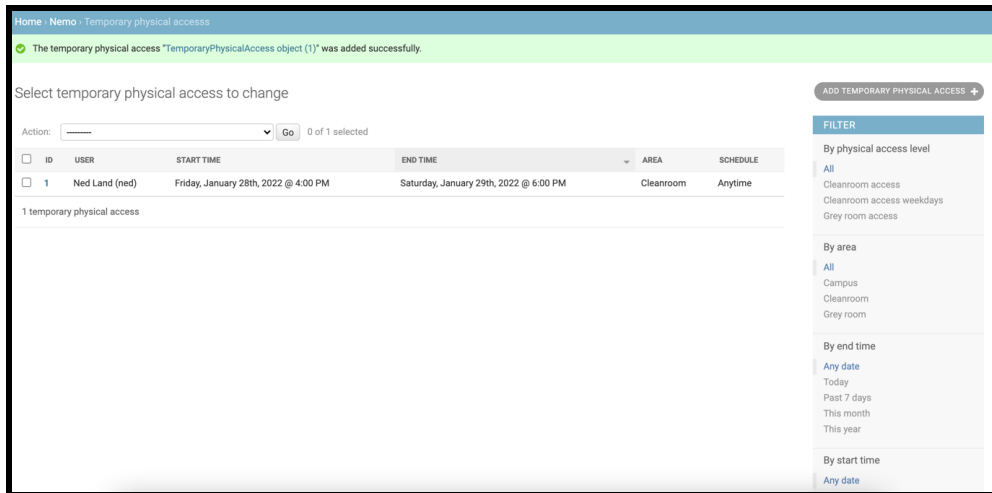 Home › Nemo › Temporary physical accesss
The temporary physical access "TemporaryPhysicalAccess object (1)" was added successfully.
Select temporary physical access to change
ADD TEMPORARY PHYSICAL ACCESS +
Action: --------- Go 0 of 1 selected
ID USER START TIME END TIME AREA SCHEDULE
1 Ned Land (ned) Friday, January 28th, 2022 @ 4:00 PM Saturday, January 29th, 2022 @ 6:00 PM Cleanroom Anytime
1 temporary physical access
FILTER
By physical access level
All
Cleanroom access
Cleanroom access weekdays
Grey room access
By area
All
Campus
Cleanroom
Grey room
By end time
Any date
Today
Past 7 days
This month
This year
By start time
Any date